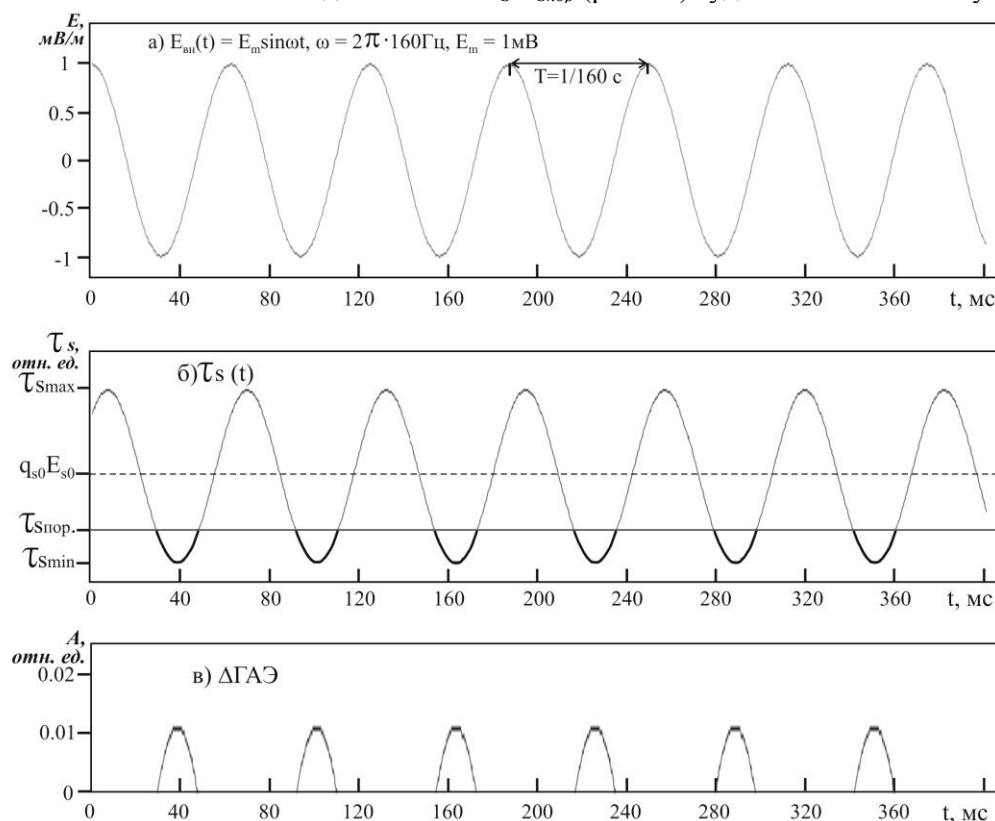 E,
мВ/м
а) Eвн(t) = Emsinωt, ω = 2π·160Гц, Em = 1мВ
T=1/160 с
1
0.5
0
-0.5
-1
0 40 80 120 160 200 240 280 320 360 t, мс
τs,
отн. ед.
б)τs (t)
τSmax
qs0Es0
τSпор.
τSmin
0 40 80 120 160 200 240 280 320 360 t, мс
A,
отн. ед.
в) ΔГАЭ
0.02
0.01
0
0 40 80 120 160 200 240 280 320 360 t, мс